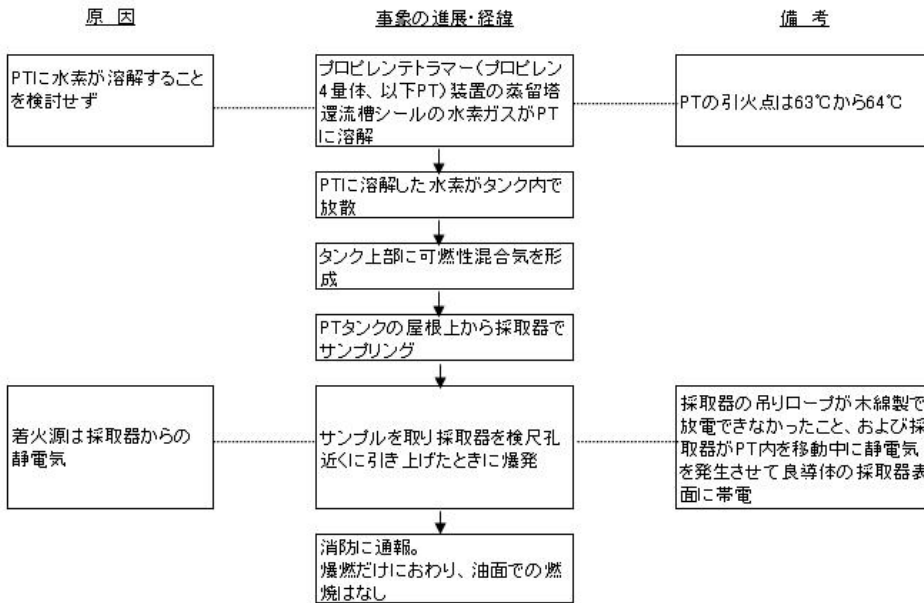 原 因
事象の進展・経緯
備 考
PTに水素が溶解すること
を検討せず
プロピレンテトラマー(プロピレン
4量体、以下PT)装置の蒸留塔
還流槽シールの水素ガスがPT
に溶解
PTの引火点は63℃から64℃
PTに溶解した水素がタンク内で
放散
タンク上部に可燃性混合気を形
成
PTタンクの屋根上から採取器で
サンプリング
着火源は採取器からの
静電気
サンプルを取り採取器を検尺孔
近くに引き上げたときに爆発
採取器の吊りロープが木綿製で
放電できなかったこと、および採
取器がPT内を移動中に静電気
を発生させて良導体の採取器表
面に帯電
消防に通報。
爆燃だけにおわり、油面での燃
焼はなし